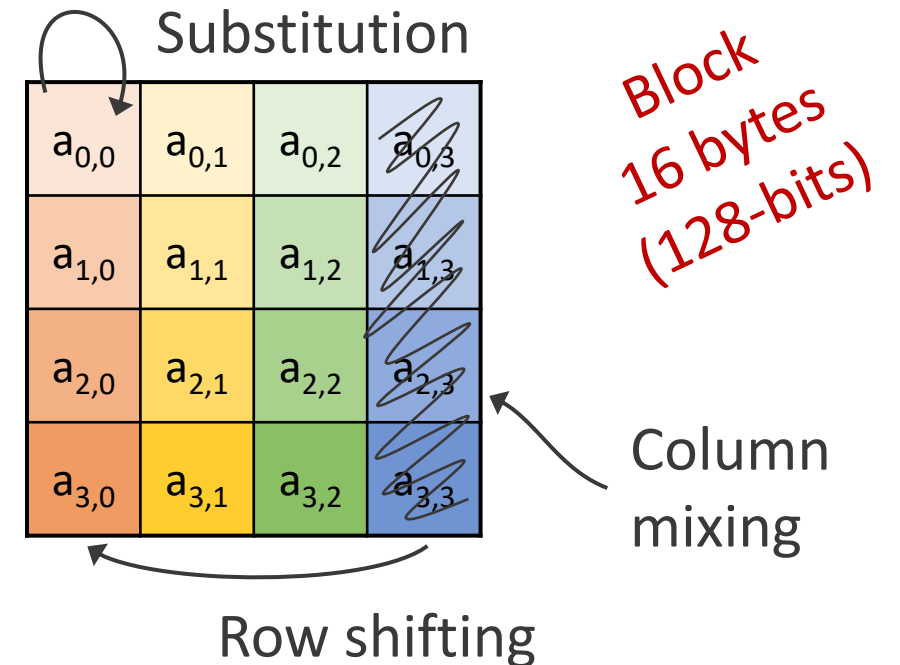 Substitution
Block
16 bytes
(128-bits)
a0,0 a0,1 a0,2 a0,3
a1,0 a1,1 a1,2 a1,3
a2,0 a2,1 a2,2 a2,3
a3,0 a3,1 a3,2 a3,3
Column
mixing
Row shifting